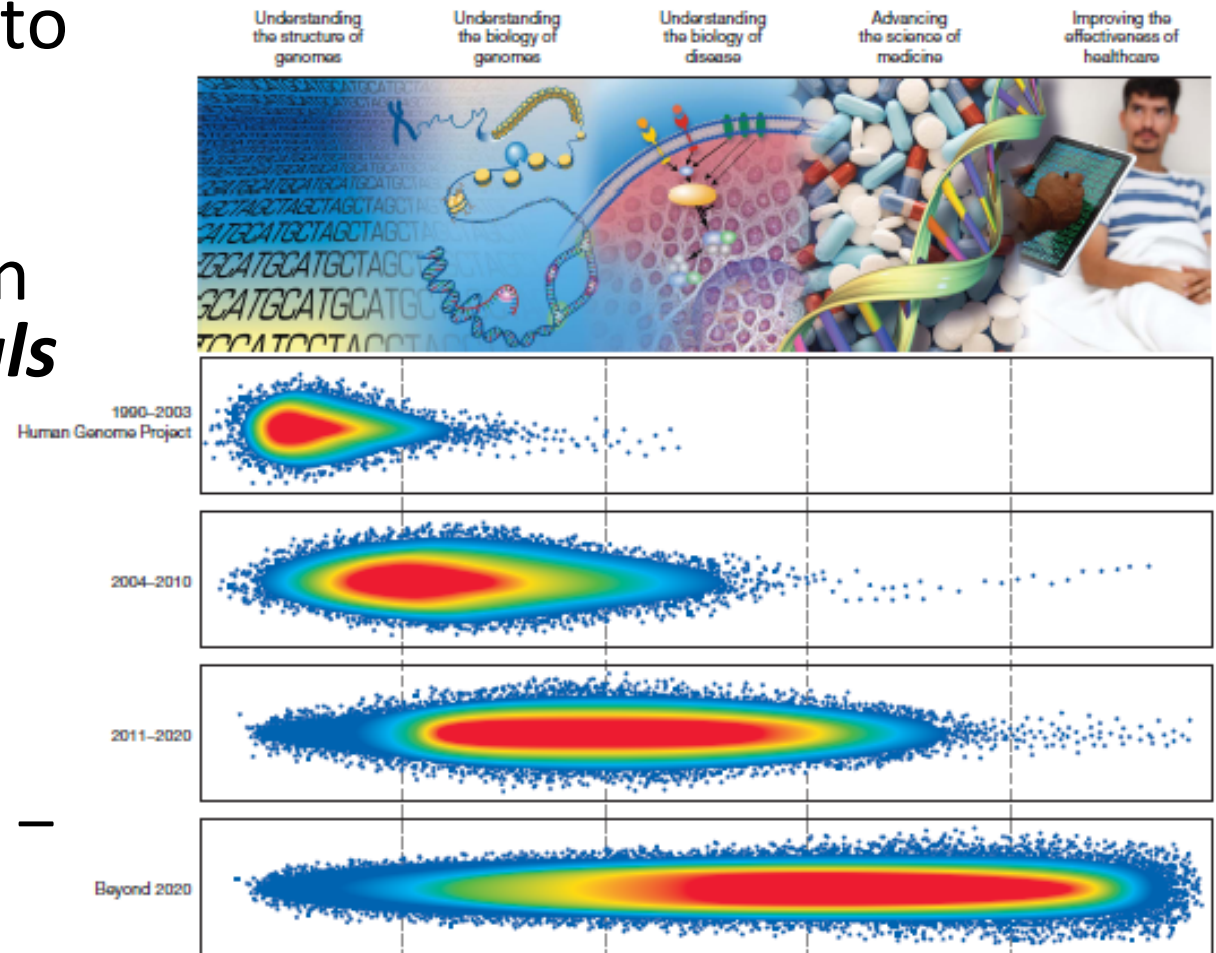 to
m
als
–
Understanding
the structure of
genomes
Understanding
the biology of
genomes
Understanding
the biology of
disease
Advancing
the science of
medicine
Improving the
effectiveness of
healthcare
1990–2003
Human Genome Project
2004–2010
2011–2020
Beyond 2020